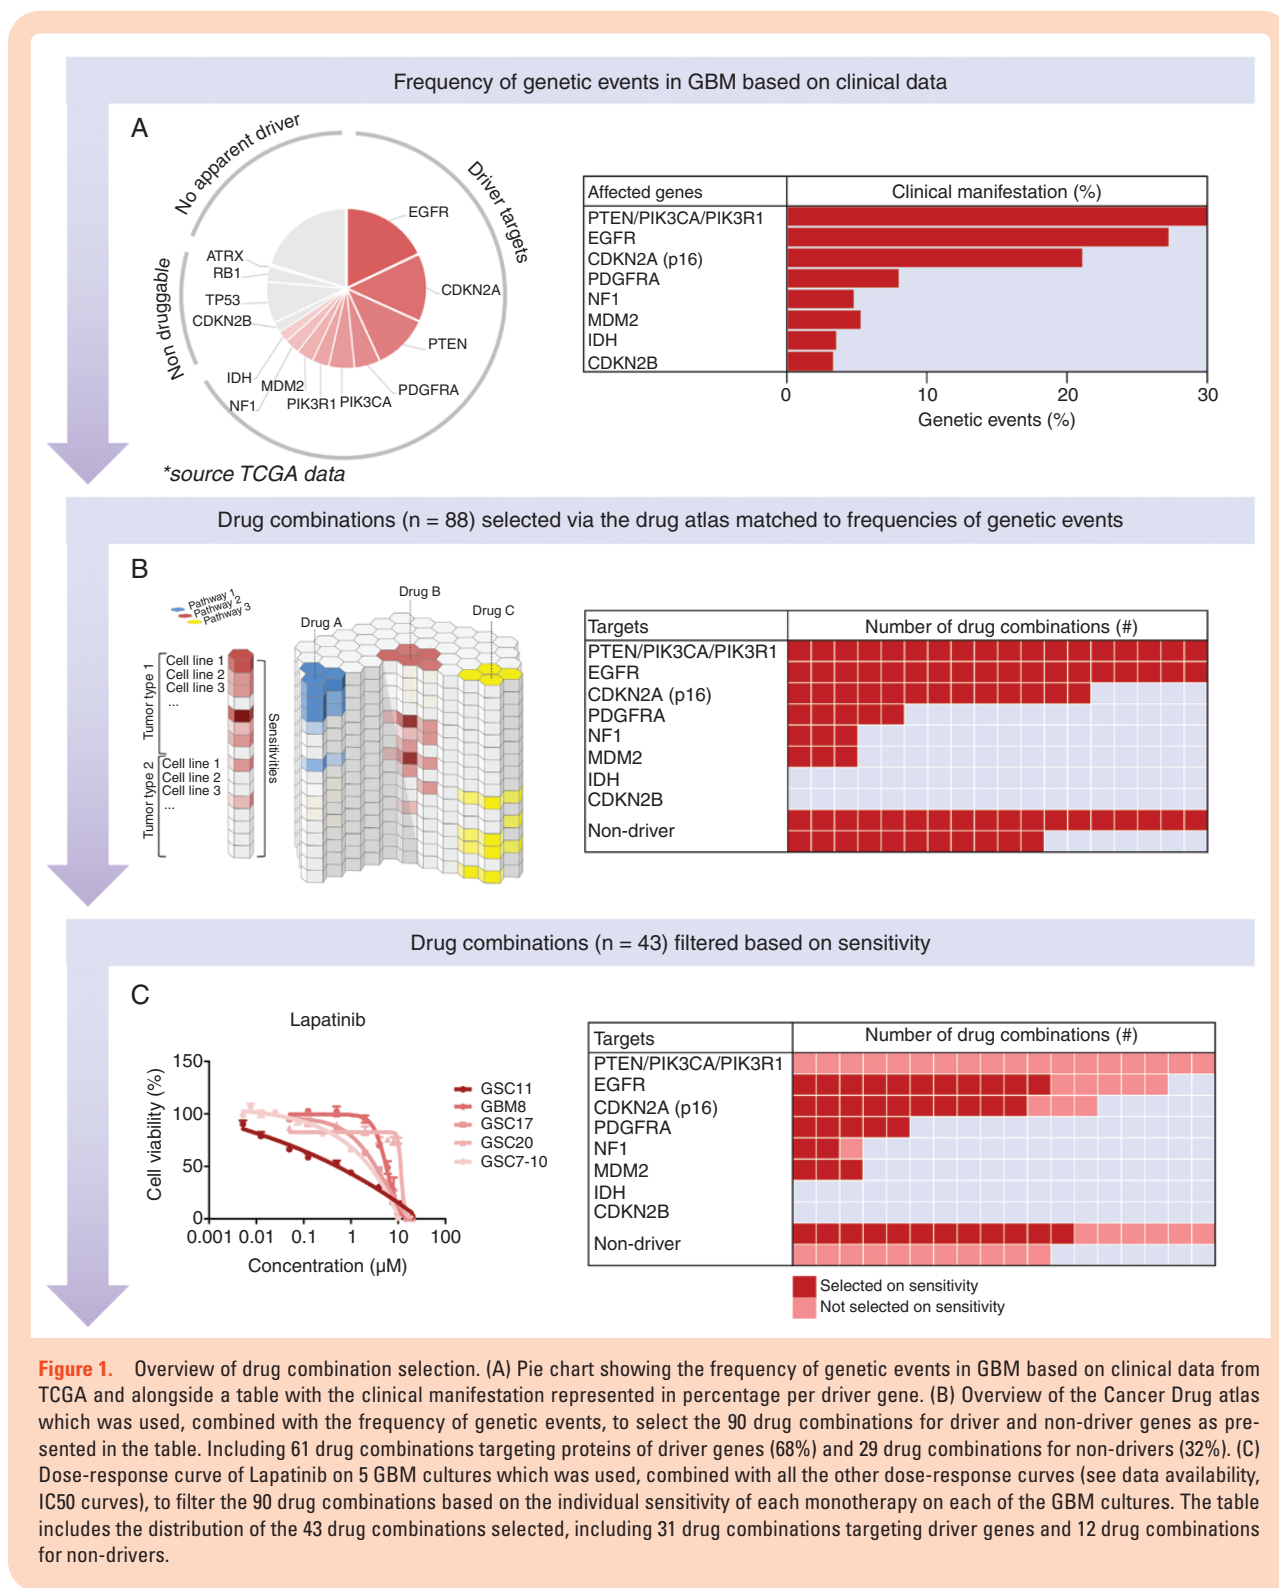 Frequency of genetic events in GBM based on clinical data
A
No apparent driver
Driver targets
Non druggable
EGFR
CDKN2A
PTEN
PDGFRA
PIK3CA
PIK3R1
MDM2
NF1
IDH
CDKN2B
TP53
RB1
ATRX
*source TCGA data
Affected genes
Clinical manifestation (%)
PTEN/PIK3CA/PIK3R1
EGFR
CDKN2A (p16)
PDGFRA
NF1
MDM2
IDH
CDKN2B
0 10 20 30
Genetic events (%)
Drug combinations (n = 88) selected via the drug atlas matched to frequencies of genetic events
B
Pathway 1
Pathway 2
Pathway 3
Tumor type 1
Cell line 1
Cell line 2
Cell line 3
...
Tumor type 2
Cell line 1
Cell line 2
Cell line 3
...
Sensitivities
Drug A
Drug B
Drug C
Targets
Number of drug combinations (#)
PTEN/PIK3CA/PIK3R1
EGFR
CDKN2A (p16)
PDGFRA
NF1
MDM2
IDH
CDKN2B
Non-driver
Drug combinations (n = 43) filtered based on sensitivity
C
Lapatinib
Cell viability (%)
150
100
50
0
0.001 0.01 0.1 1 10 100
Concentration (µM)
GSC11
GBM8
GSC17
GSC20
GSC7-10
Targets
Number of drug combinations (#)
PTEN/PIK3CA/PIK3R1
EGFR
CDKN2A (p16)
PDGFRA
NF1
MDM2
IDH
CDKN2B
Non-driver
Selected on sensitivity
Not selected on sensitivity
Figure 1. Overview of drug combination selection. (A) Pie chart showing the frequency of genetic events in GBM based on clinical data from
TCGA and alongside a table with the clinical manifestation represented in percentage per driver gene. (B) Overview of the Cancer Drug atlas
which was used, combined with the frequency of genetic events, to select the 90 drug combinations for driver and non-driver genes as pre-
sented in the table. Including 61 drug combinations targeting proteins of driver genes (68%) and 29 drug combinations for non-drivers (32%). (C)
Dose-response curve of Lapatinib on 5 GBM cultures which was used, combined with all the other dose-response curves (see data availability,
IC50 curves), to filter the 90 drug combinations based on the individual sensitivity of each monotherapy on each of the GBM cultures. The table
includes the distribution of the 43 drug combinations selected, including 31 drug combinations targeting driver genes and 12 drug combinations
for non-drivers.